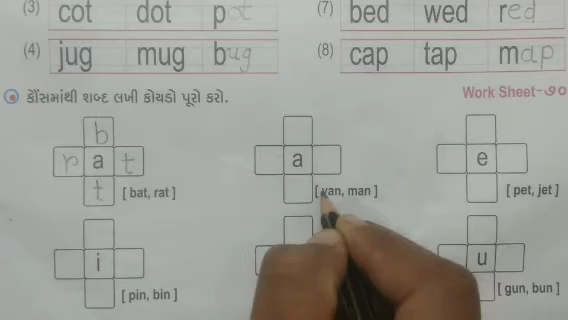 (3) cot dot pot (7) bed wed red
(4) jug mug bug (8) cap tap map
કૌંસમાંથી શબ્દ લખી કોયડો પૂરો કરો. Work Sheet-૭૦
b
r a t a e
t [ bat, rat ] [ van, man ] [ pet, jet ]
i u
[ pin, bin ] [ gun, bun ]